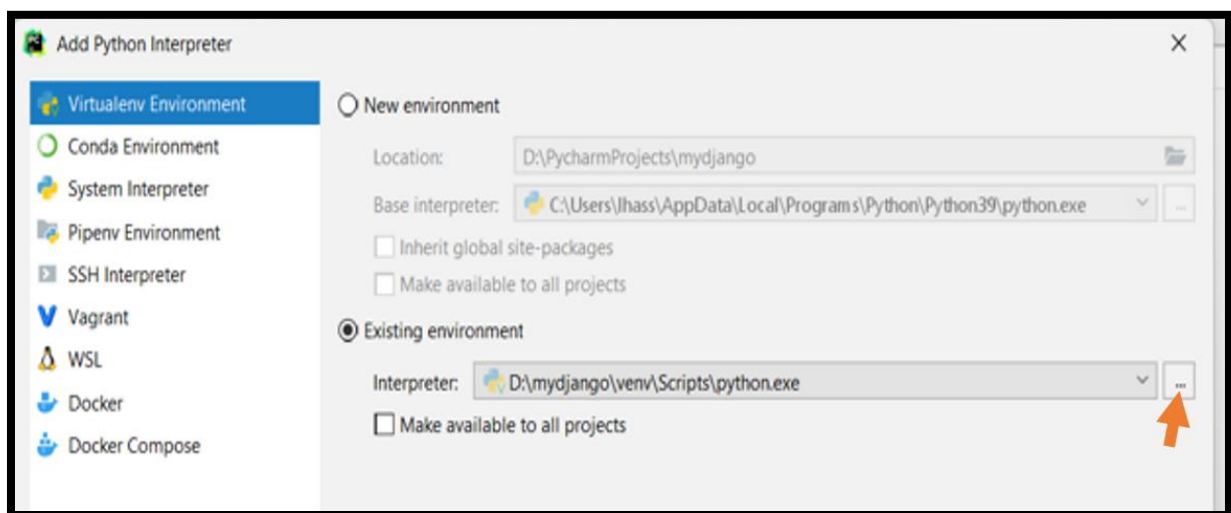 Add Python Interpreter
Virtualenv Environment
Conda Environment
System Interpreter
Pipenv Environment
SSH Interpreter
Vagrant
WSL
Docker
Docker Compose
New environment
Location: D:\PycharmProjects\mydjango
Base interpreter: C:\Users\lhass\AppData\Local\Programs\Python\Python39\python.exe
Inherit global site-packages
Make available to all projects
Existing environment
Interpreter: D:\mydjango\venv\Scripts\python.exe
Make available to all projects